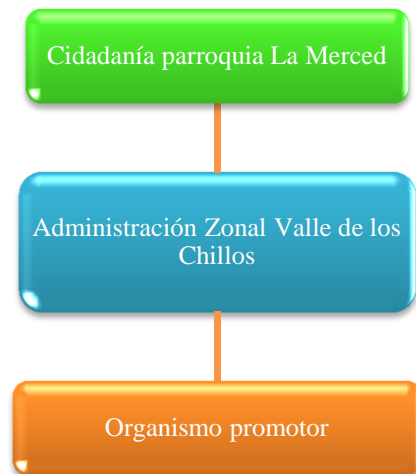 Cidadanía parroquia La Merced
Administración Zonal Valle de los
Chillos
Organismo promotor